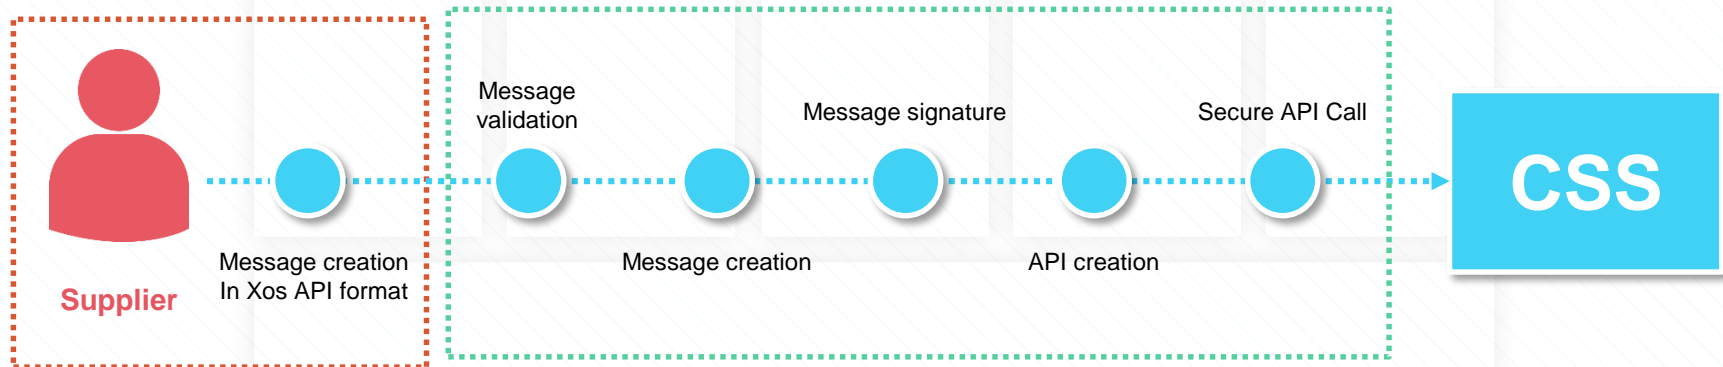 Supplier
Message creation
In Xos API format
Message
validation
Message creation
Message signature
API creation
Secure API Call
CSS